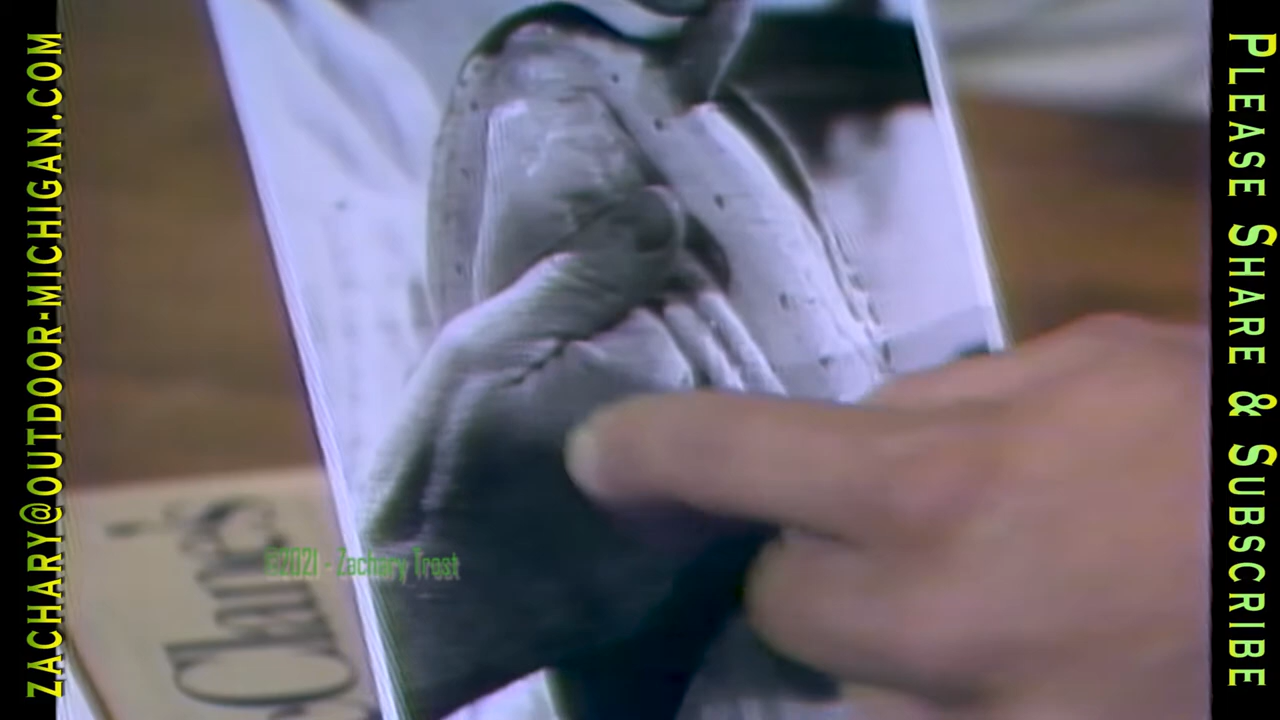 ZACHARY@OUTDOOR-MICHIGAN.COM
©2021 - Zachary Trost
PLEASE SHARE & SUBSCRIBE